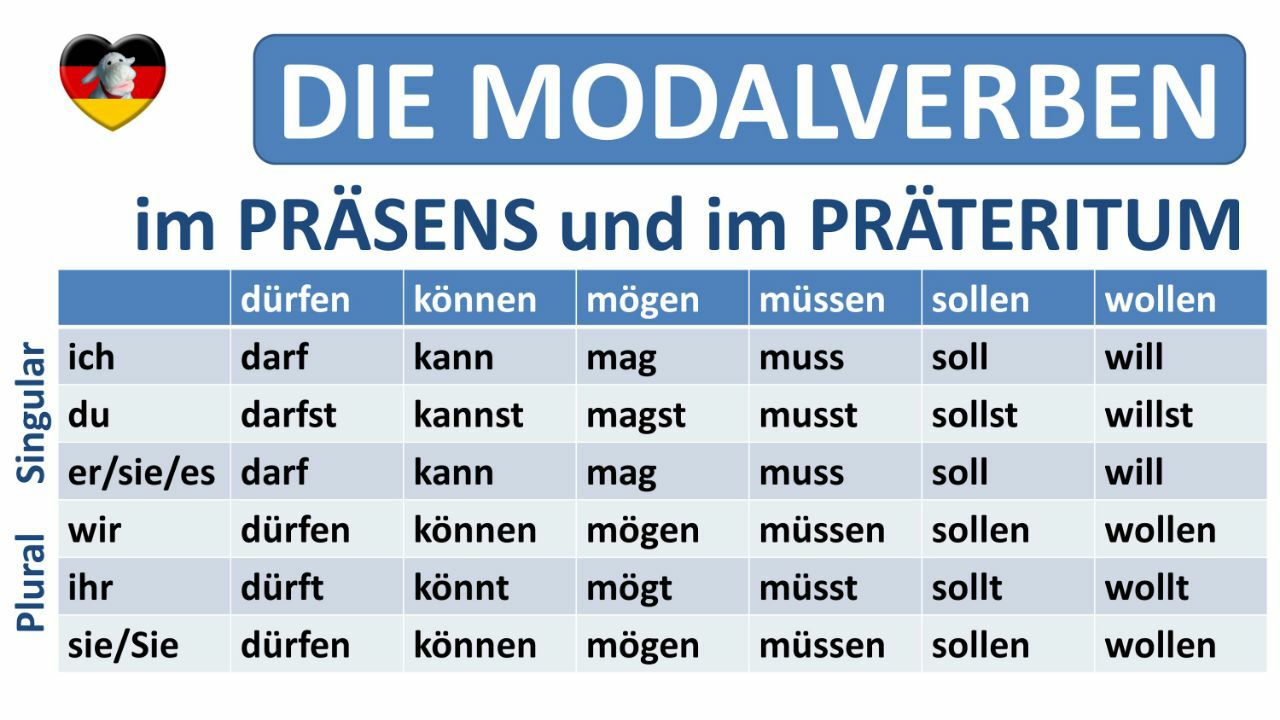 DIE MODALVERBEN
im PRÄSENS und im PRÄTERITUM
dürfen können mögen müssen sollen wollen
Singular
ich darf kann mag muss soll will
du darfst kannst magst musst sollst willst
er/sie/es darf kann mag muss soll will
Plural
wir dürfen können mögen müssen sollen wollen
ihr dürft könnt mögt müsst sollt wollt
sie/Sie dürfen können mögen müssen sollen wollen